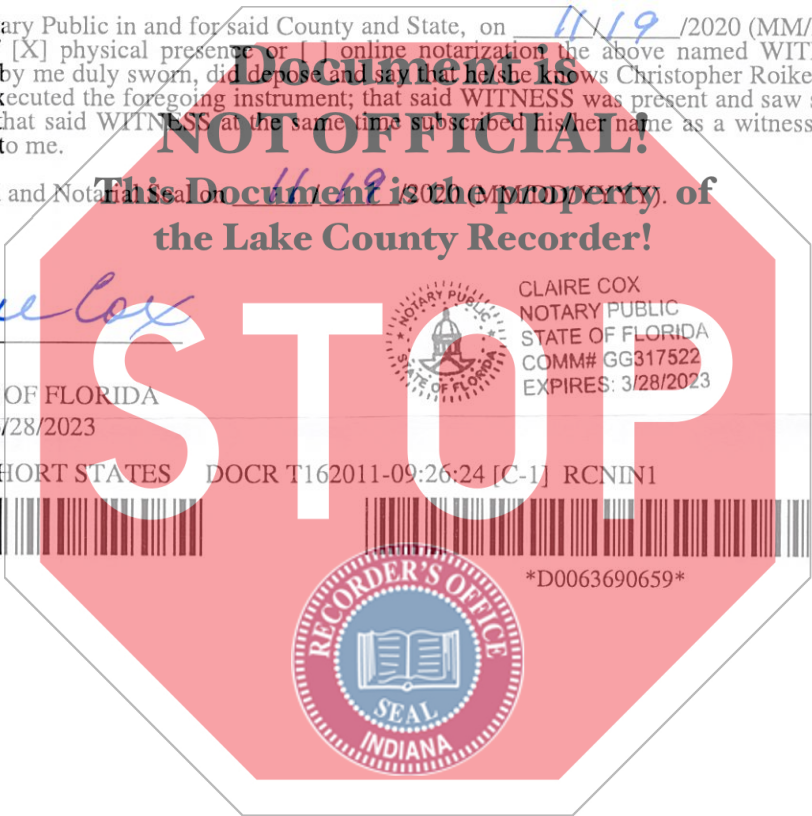 ary Public in and for said County and State, on 11/19/2020 (MM/
[X] physical presence or [ ] online notarization the above named WIT
by me duly sworn, did depose and say that he/she knows Christopher Roike
xecuted the foregoing instrument; that said WITNESS was present and saw
hat said WITNESS at the same time subscribed his/her name as a witness
to me.
Document is
NOT OFFICIAL!
and Notarial Seal on 11/19/2020 (MM/DD/YYYY).
This Document is the property of
the Lake County Recorder!
Cox
STOP
NOTARY PUBLIC
STATE OF FLORIDA
CLAIRE COX
NOTARY PUBLIC
STATE OF FLORIDA
COMM# GG317522
EXPIRES: 3/28/2023
OF FLORIDA
/28/2023
HORT STATES DOCR T162011-09:26:24 [C-1] RCNIN1
*D0063690659*
RECORDER'S OFFICE
SEAL
INDIANA